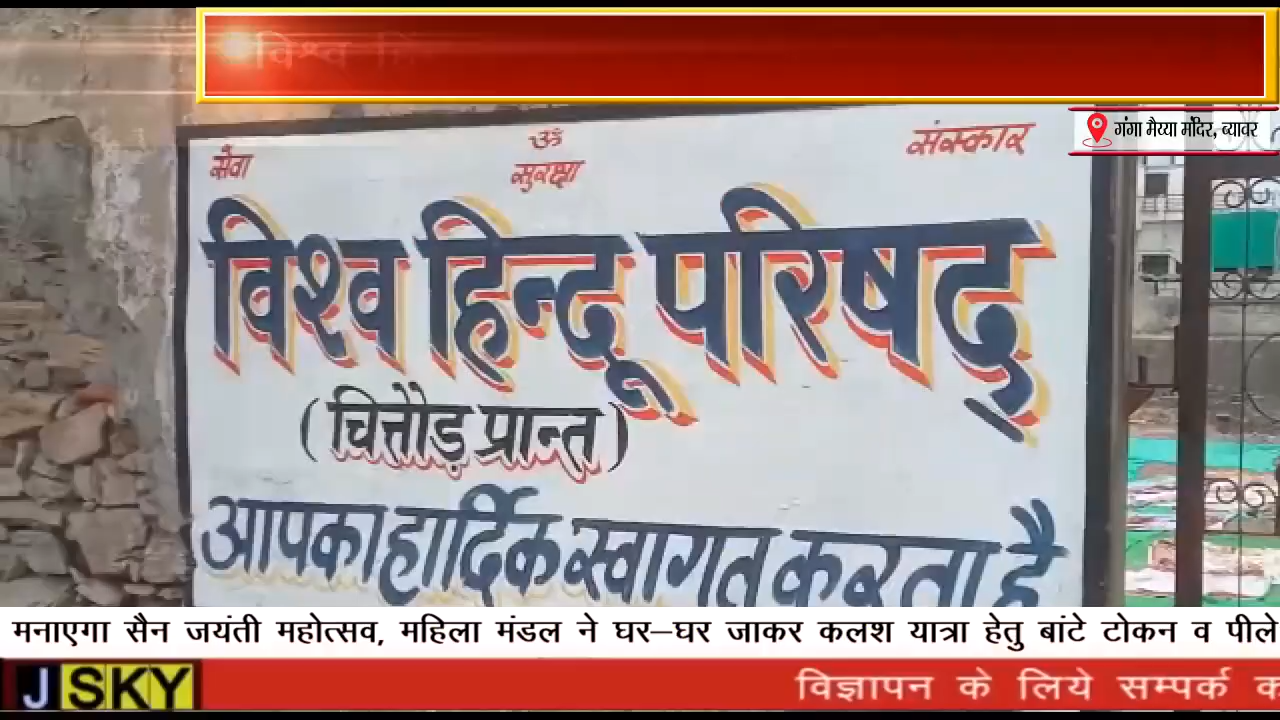 विश्व
गंगा मैय्या मंदिर, ब्यावर
सेवा ॐ सुरक्षा संस्कार
विश्व हिन्दू परिषद्
(चित्तौड़ प्रान्त)
आपका हार्दिक स्वागत करता है
मनाएगा सैन जयंती महोत्सव, महिला मंडल ने घर–घर जाकर कलश यात्रा हेतु बांटे टोकन व पीले
J SKY
विज्ञापन के लिये सम्पर्क